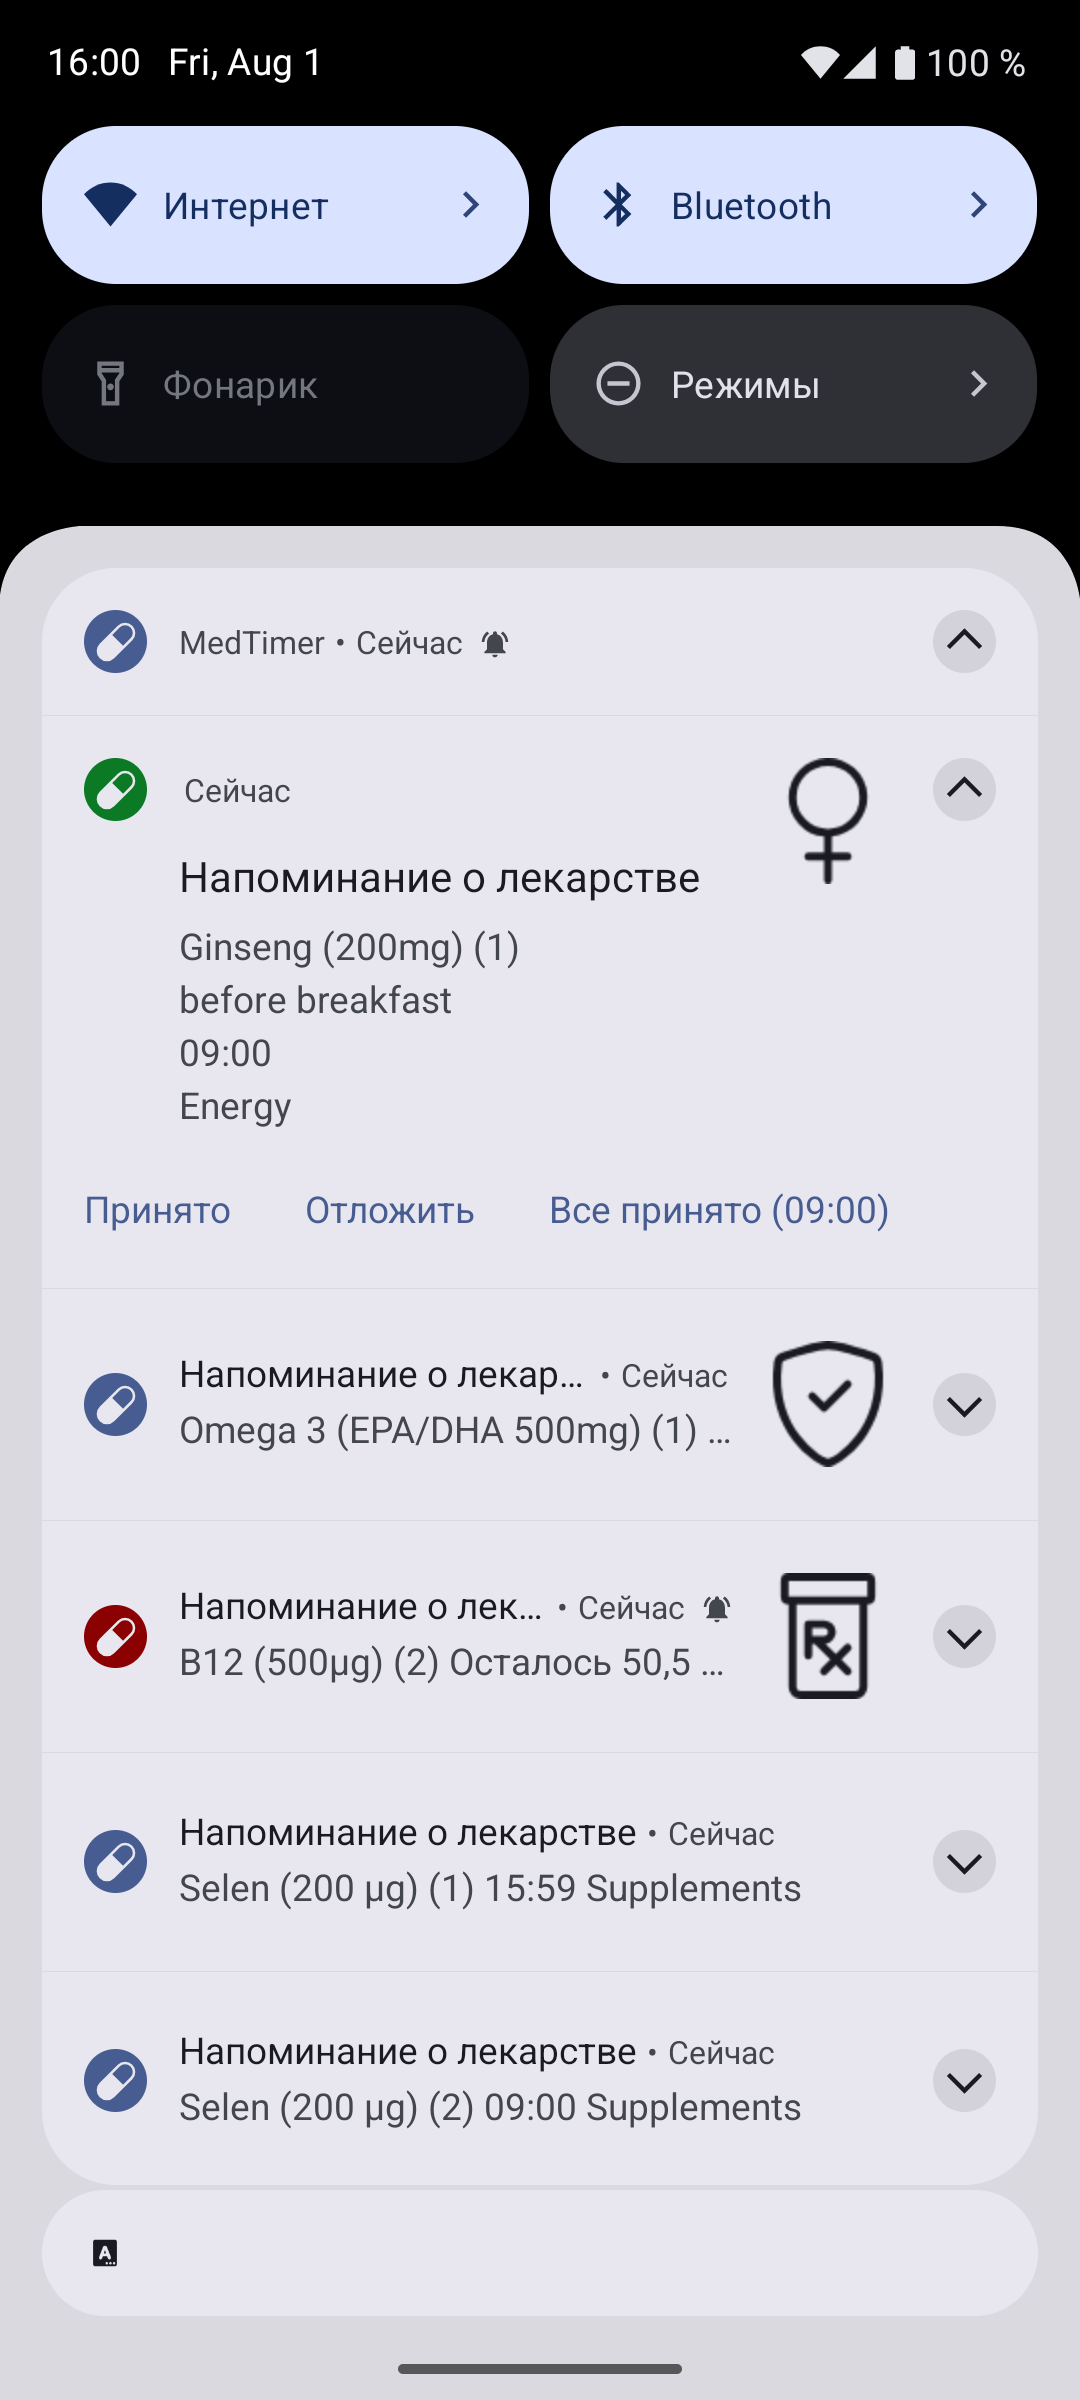 16:00 Fri, Aug 1 100 %
Интернет
Bluetooth
Фонарик
Режимы
MedTimer • Сейчас
Сейчас
Напоминание о лекарстве
Ginseng (200mg) (1)
before breakfast
09:00
Energy
Принято Отложить Все принято (09:00)
Напоминание о лекар… • Сейчас
Omega 3 (EPA/DHA 500mg) (1) …
Напоминание о лек… • Сейчас
B12 (500µg) (2) Осталось 50,5 …
Rx
Напоминание о лекарстве • Сейчас
Selen (200 µg) (1) 15:59 Supplements
Напоминание о лекарстве • Сейчас
Selen (200 µg) (2) 09:00 Supplements
A